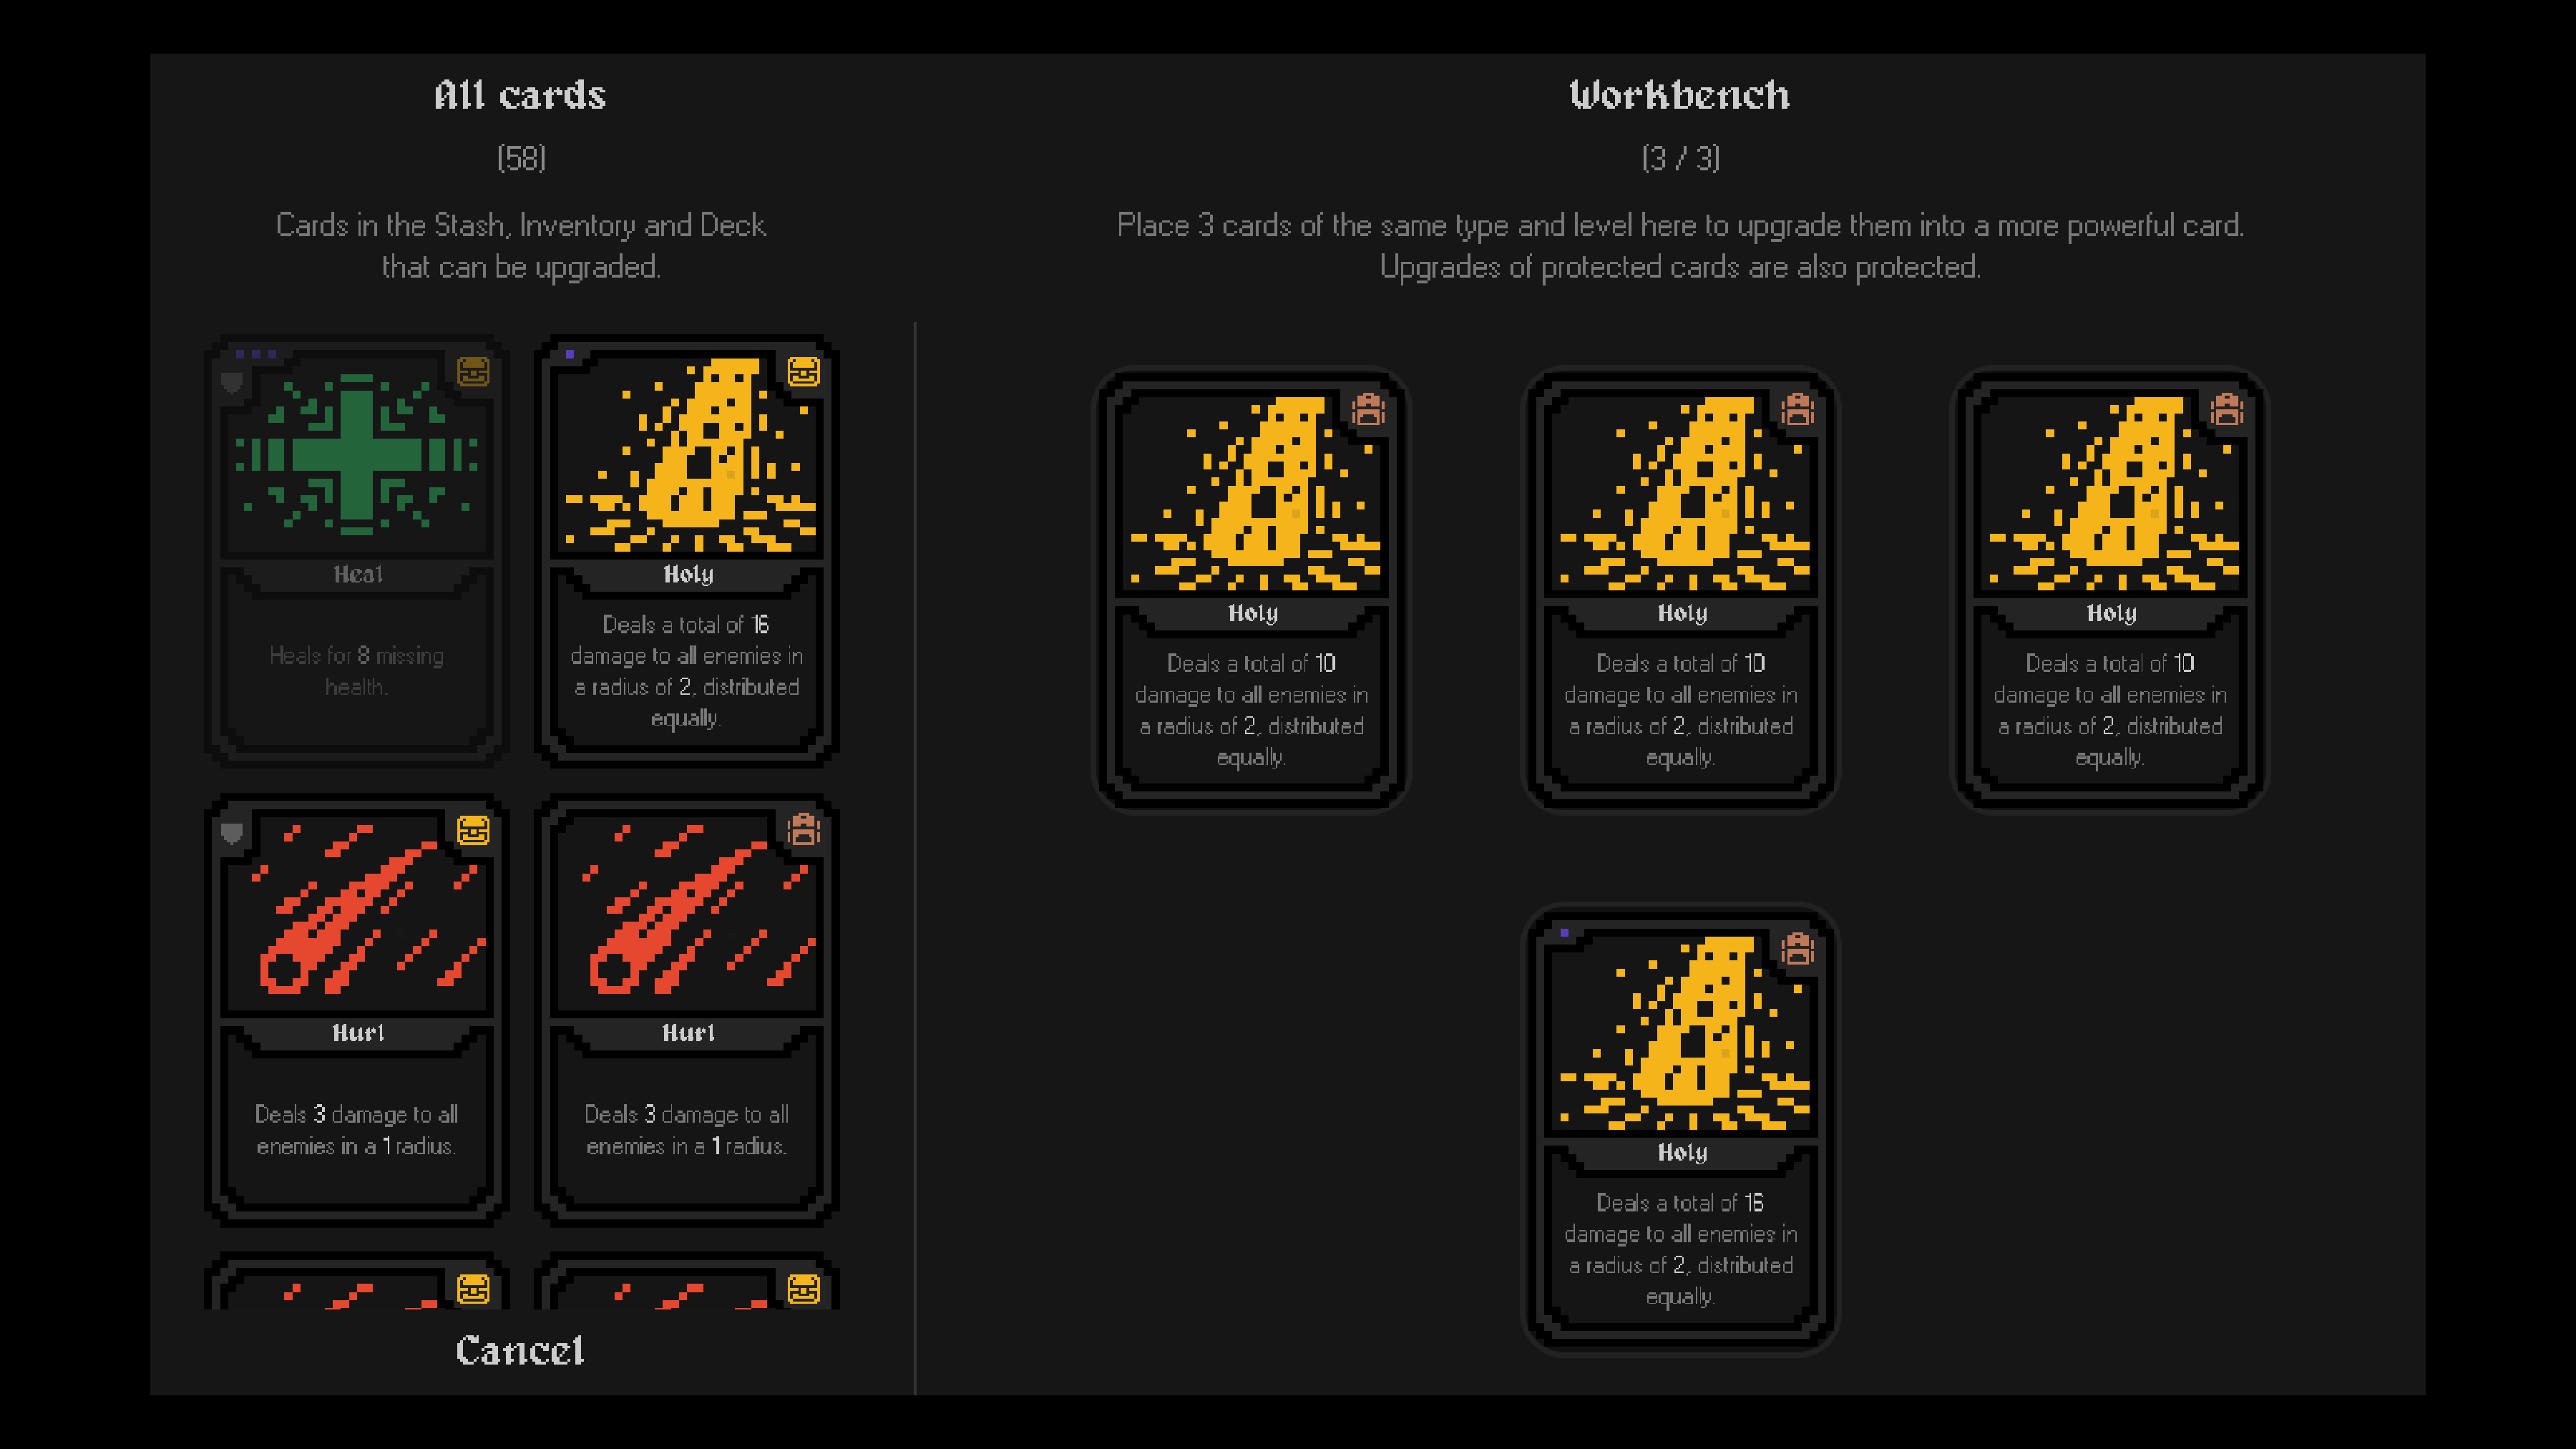 All cards
(58)
Cards in the Stash, Inventory and Deck
that can be upgraded.
Heal
Heals for 8 missing
health.
Holy
Deals a total of 16
damage to all enemies in
a radius of 2, distributed
equally.
Hurl
Deals 3 damage to all
enemies in a 1 radius.
Hurl
Deals 3 damage to all
enemies in a 1 radius.
Cancel
Workbench
(3 / 3)
Place 3 cards of the same type and level here to upgrade them into a more powerful card.
Upgrades of protected cards are also protected.
Holy
Deals a total of 10
damage to all enemies in
a radius of 2, distributed
equally.
Holy
Deals a total of 10
damage to all enemies in
a radius of 2, distributed
equally.
Holy
Deals a total of 10
damage to all enemies in
a radius of 2, distributed
equally.
Holy
Deals a total of 16
damage to all enemies in
a radius of 2, distributed
equally.